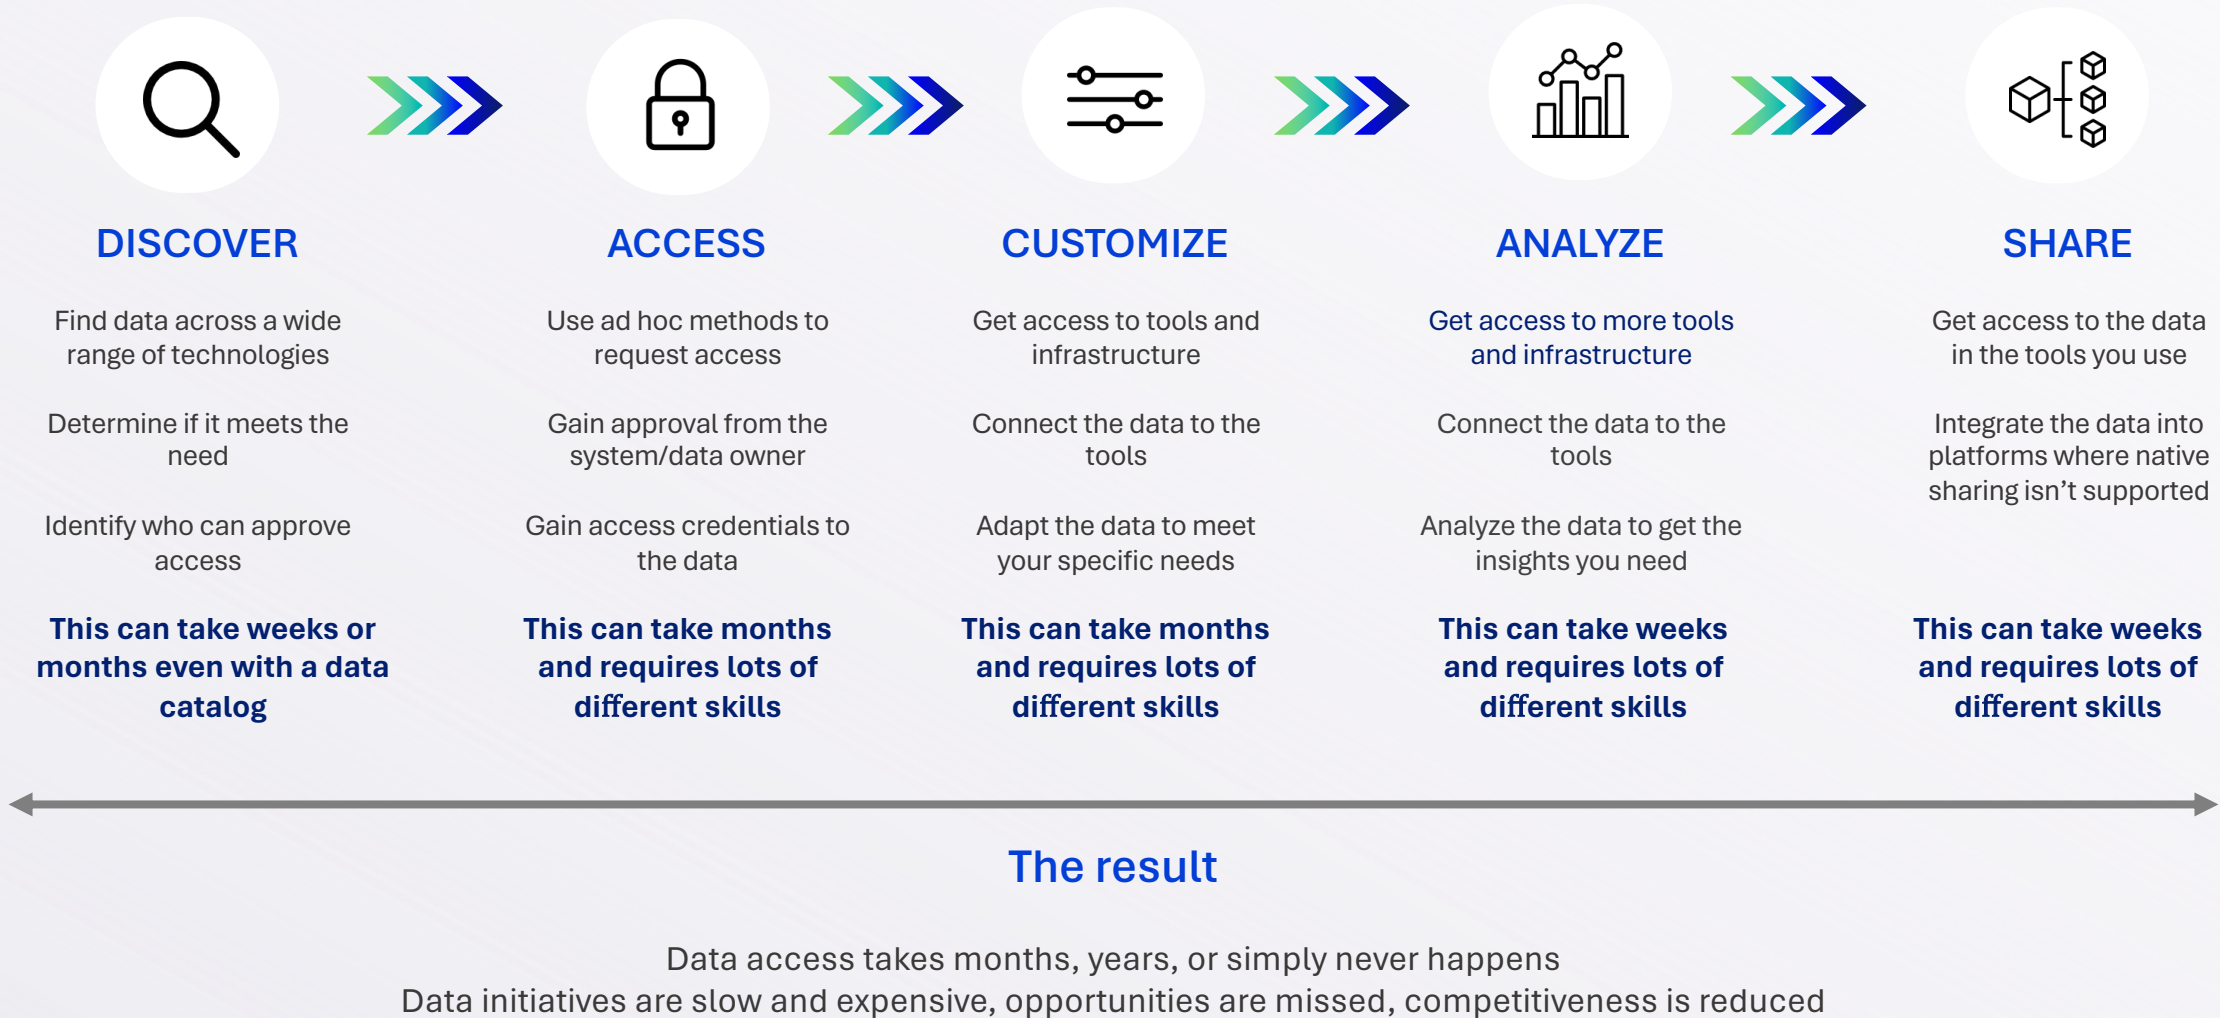 DISCOVER
Find data across a wide
range of technologies
Determine if it meets the
need
Identify who can approve
access
This can take weeks or
months even with a data
catalog
ACCESS
Use ad hoc methods to
request access
Gain approval from the
system/data owner
Gain access credentials to
the data
This can take months
and requires lots of
different skills
CUSTOMIZE
Get access to tools and
infrastructure
Connect the data to the
tools
Adapt the data to meet
your specific needs
This can take months
and requires lots of
different skills
ANALYZE
Get access to more tools
and infrastructure
Connect the data to the
tools
Analyze the data to get the
insights you need
This can take weeks
and requires lots of
different skills
SHARE
Get access to the data
in the tools you use
Integrate the data into
platforms where native
sharing isn’t supported
This can take weeks
and requires lots of
different skills
The result
Data access takes months, years, or simply never happens
Data initiatives are slow and expensive, opportunities are missed, competitiveness is reduced